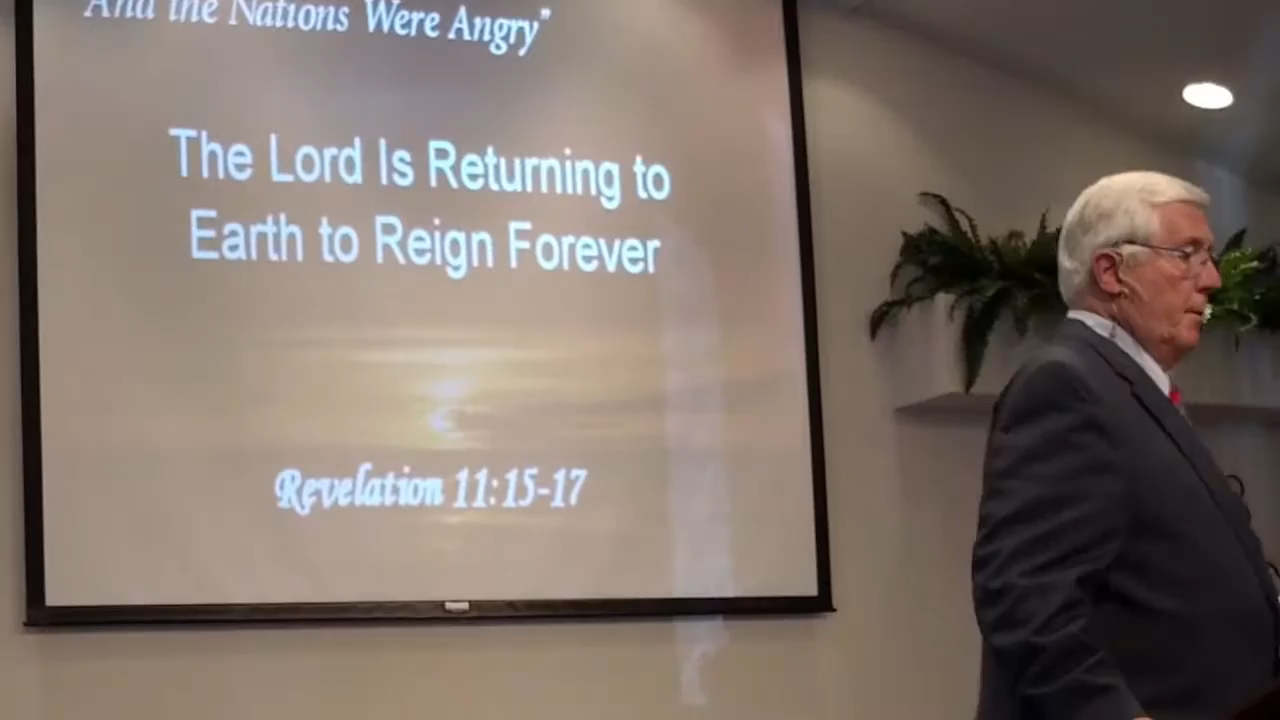 And the Nations Were Angry"
The Lord Is Returning to
Earth to Reign Forever
Revelation 11:15-17